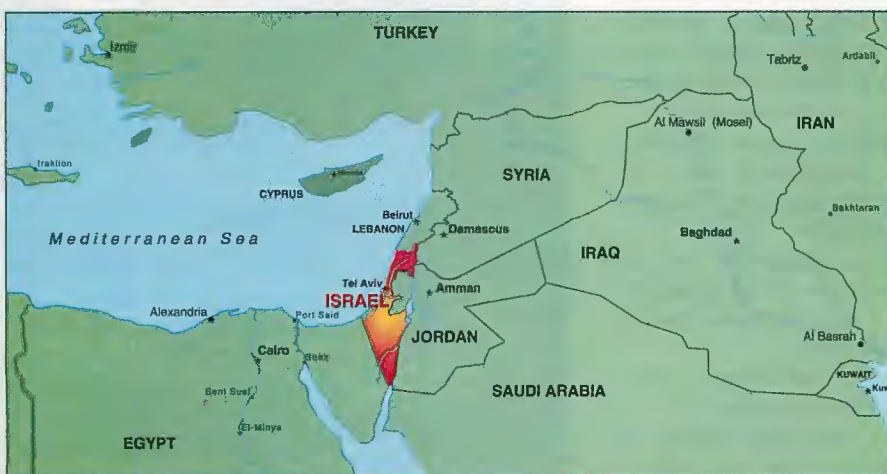 TURKEY
Izmir
Tabriz
Ardabil
Al Mawsil (Mosel)
IRAN
Iraklion
CYPRUS
SYRIA
Beirut
LEBANON
Damascus
Bakhtaran
Mediterranean Sea
IRAQ
Baghdad
Tel Aviv
ISRAEL
Amman
Alexandria
Port Said
JORDAN
Al Basrah
Cairo
KUWAIT
SAUDI ARABIA
Beni Suef
El-Minya
EGYPT